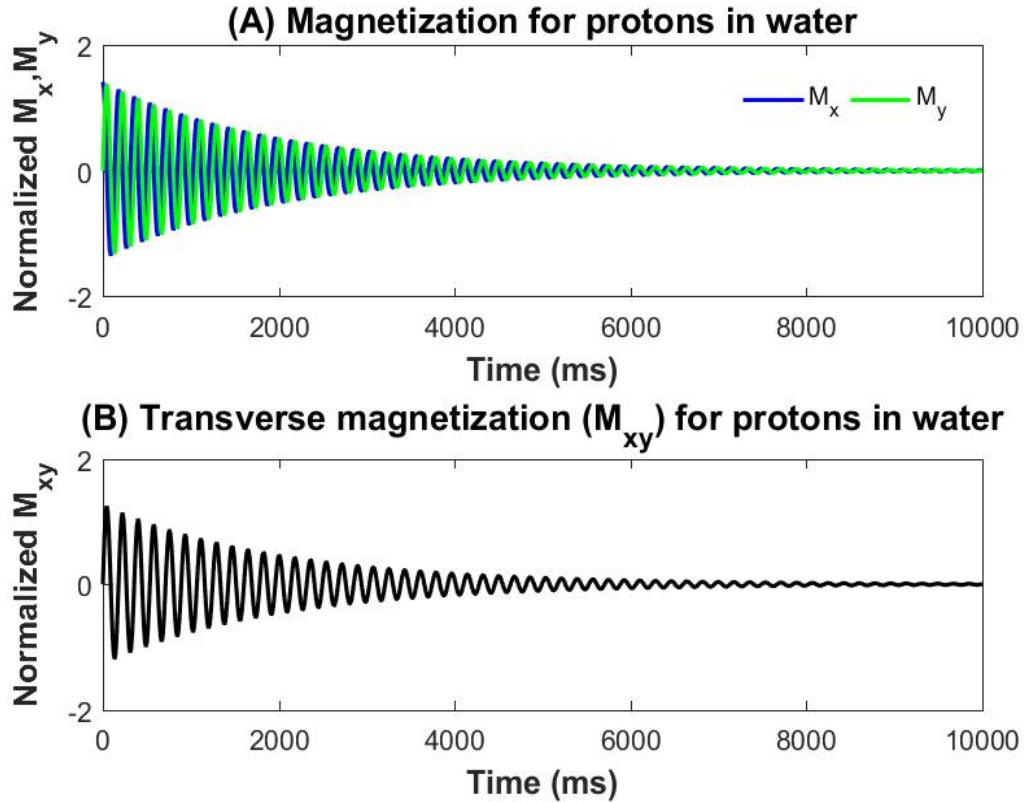 (A) Magnetization for protons in water
Normalized Mx,My
2
0
-2
Mx
My
0 2000 4000 6000 8000 10000
Time (ms)
(B) Transverse magnetization (Mxy) for protons in water
Normalized Mxy
2
0
-2
0 2000 4000 6000 8000 10000
Time (ms)